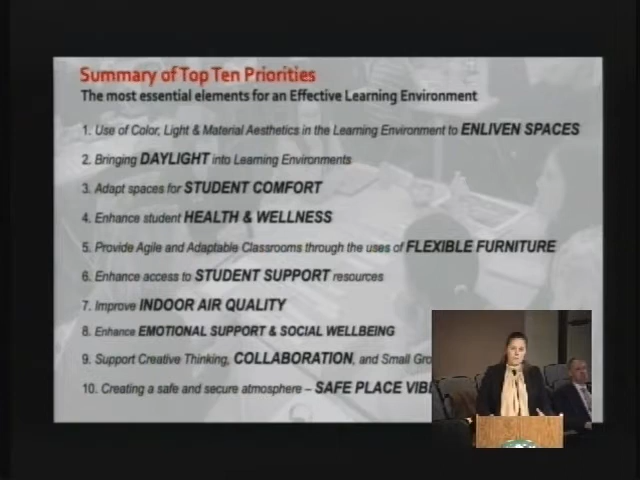 Summary of Top Ten Priorities
The most essential elements for an Effective Learning Environment
1. Use of Color, Light & Material Aesthetics in the Learning Environment to ENLIVEN SPACES
2. Bringing DAYLIGHT into Learning Environments
3. Adapt spaces for STUDENT COMFORT
4. Enhance student HEALTH & WELLNESS
5. Provide Agile and Adaptable Classrooms through the uses of FLEXIBLE FURNITURE
6. Enhance access to STUDENT SUPPORT resources
7. Improve INDOOR AIR QUALITY
8. Enhance EMOTIONAL SUPPORT & SOCIAL WELLBEING
9. Support Creative Thinking, COLLABORATION, and Small Gro
10. Creating a safe and secure atmosphere – SAFE PLACE VIBE